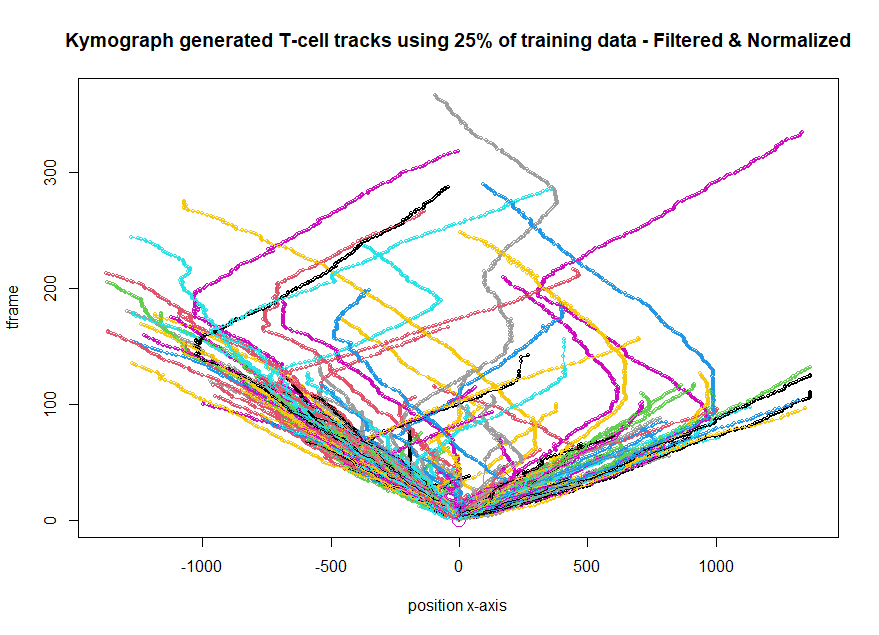 Kymograph generated T-cell tracks using 25% of training data - Filtered & Normalized
tframe
300
200
100
0
-1000 -500 0 500 1000
position x-axis